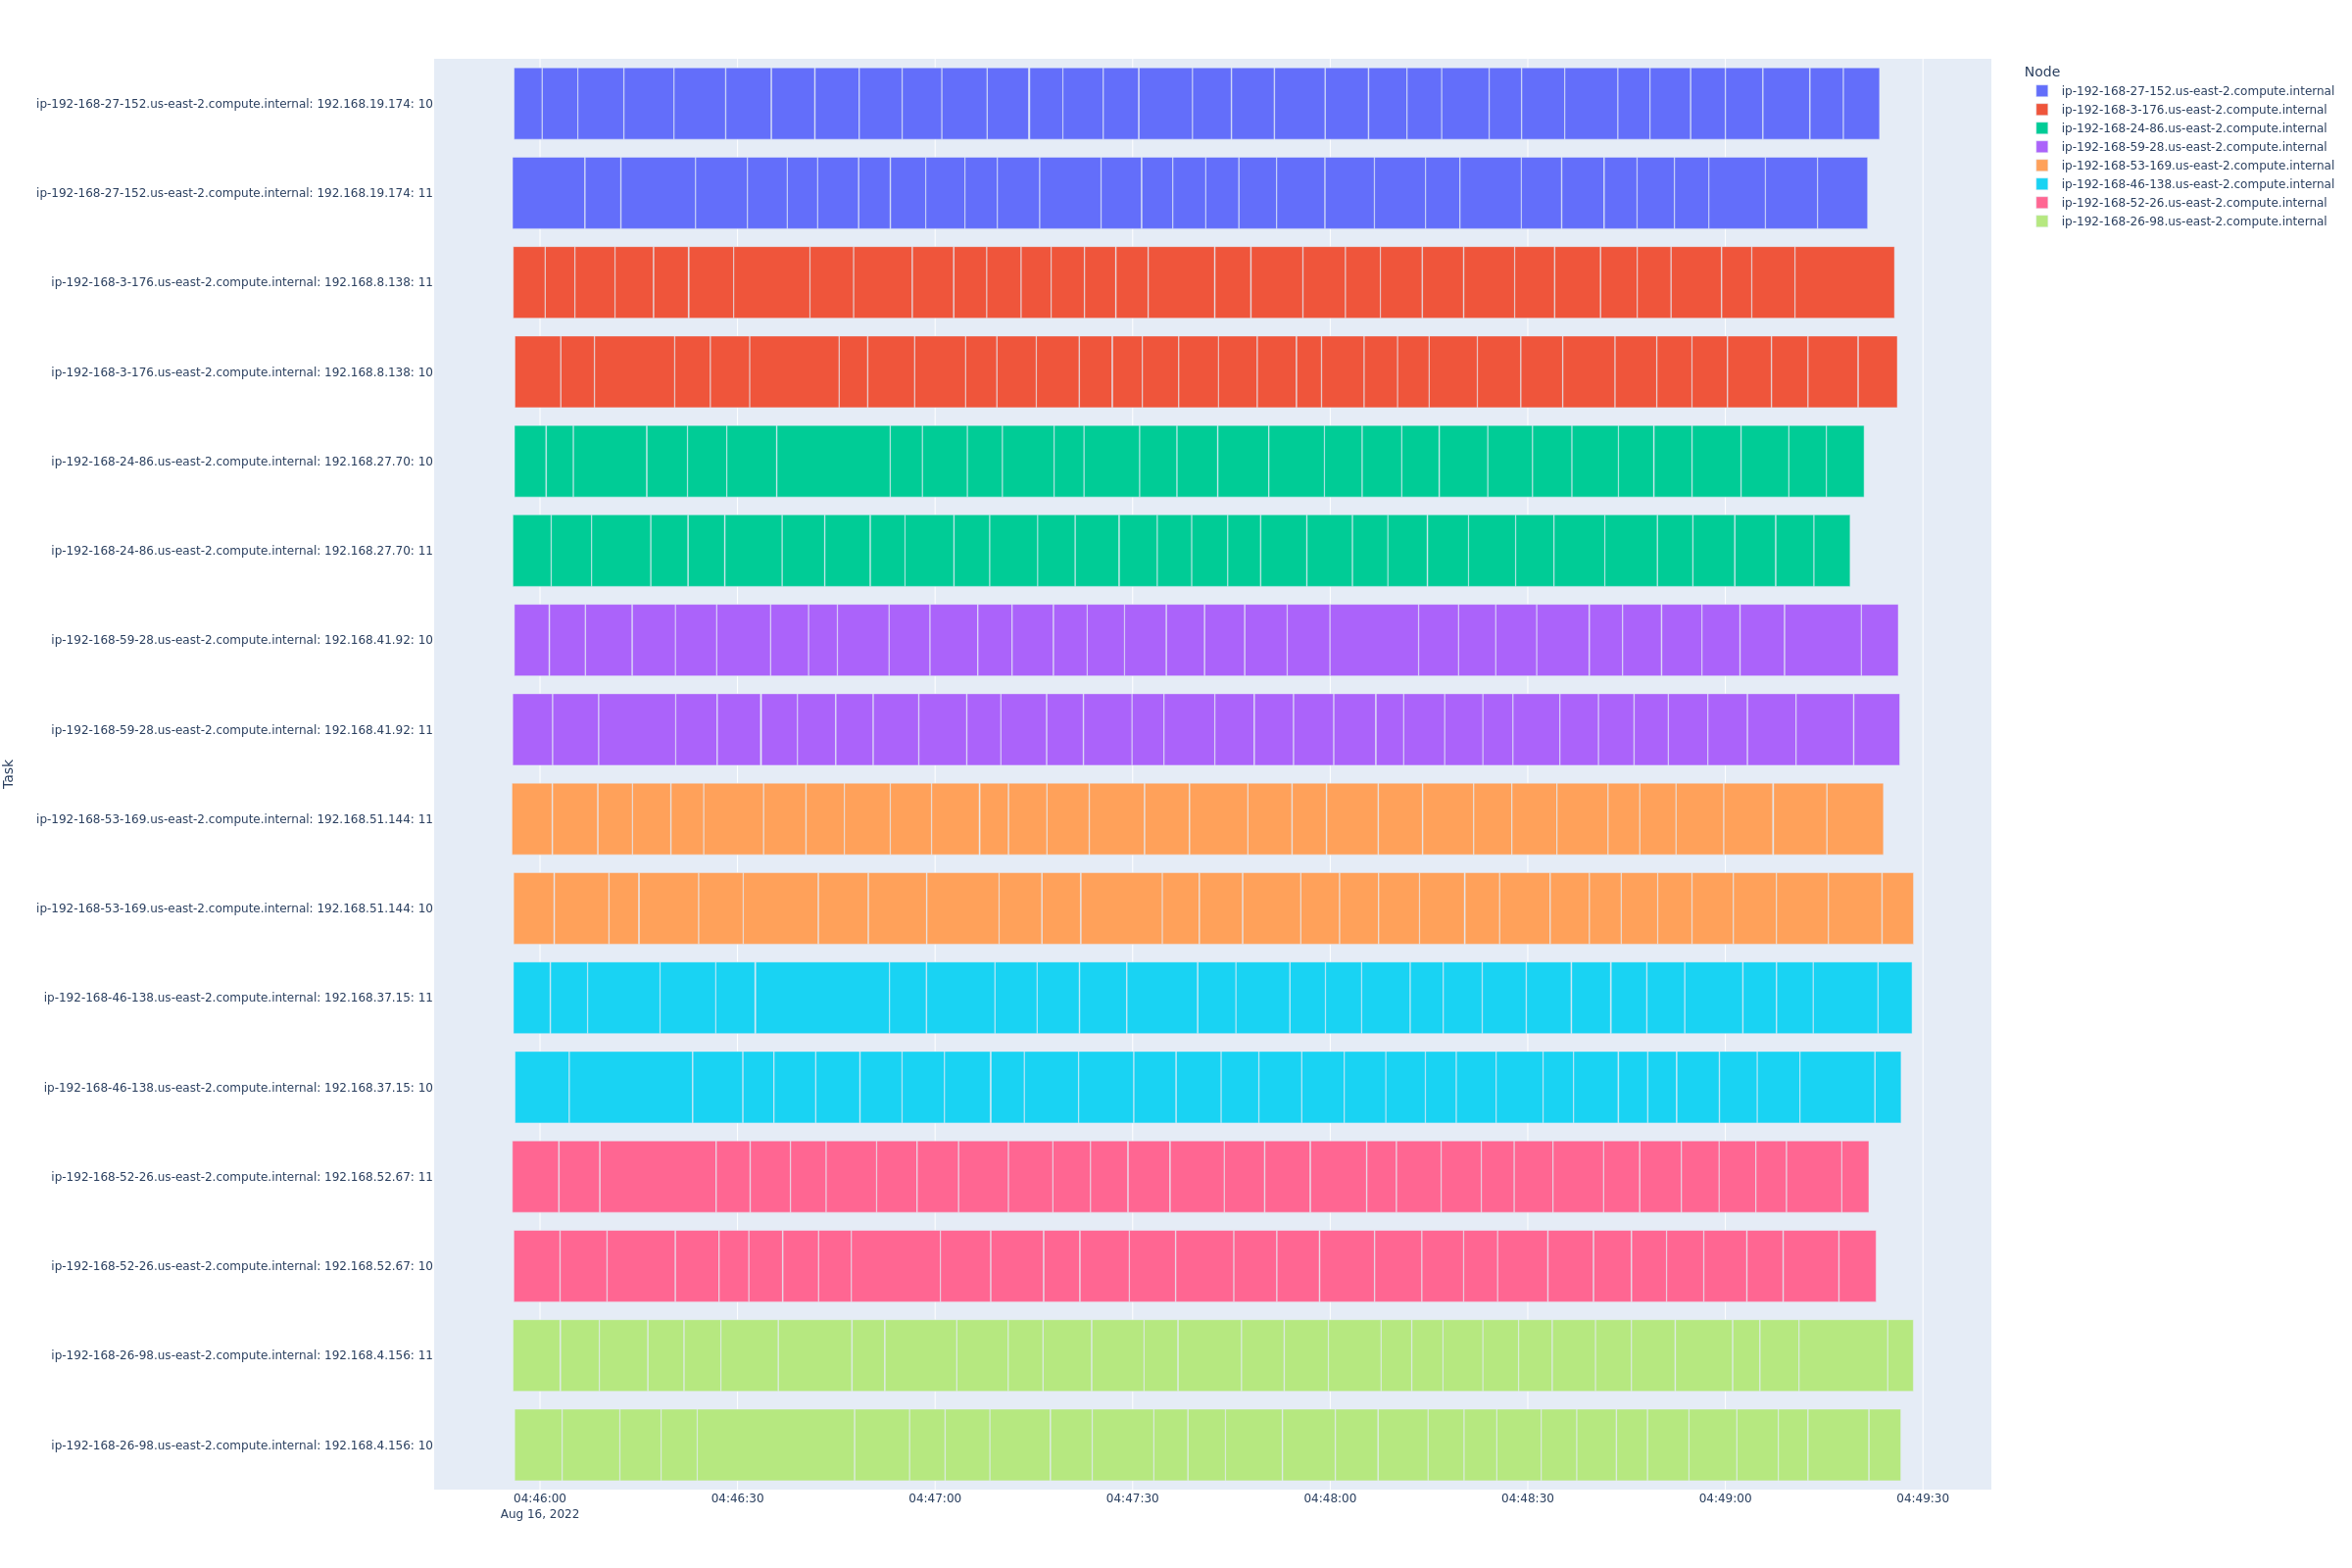 Node
ip-192-168-27-152.us-east-2.compute.internal
ip-192-168-3-176.us-east-2.compute.internal
ip-192-168-24-86.us-east-2.compute.internal
ip-192-168-59-28.us-east-2.compute.internal
ip-192-168-53-169.us-east-2.compute.internal
ip-192-168-46-138.us-east-2.compute.internal
ip-192-168-52-26.us-east-2.compute.internal
ip-192-168-26-98.us-east-2.compute.internal
ip-192-168-27-152.us-east-2.compute.internal: 192.168.19.174: 10
ip-192-168-27-152.us-east-2.compute.internal: 192.168.19.174: 11
ip-192-168-3-176.us-east-2.compute.internal: 192.168.8.138: 11
ip-192-168-3-176.us-east-2.compute.internal: 192.168.8.138: 10
ip-192-168-24-86.us-east-2.compute.internal: 192.168.27.70: 10
ip-192-168-24-86.us-east-2.compute.internal: 192.168.27.70: 11
ip-192-168-59-28.us-east-2.compute.internal: 192.168.41.92: 10
ip-192-168-59-28.us-east-2.compute.internal: 192.168.41.92: 11
Task
ip-192-168-53-169.us-east-2.compute.internal: 192.168.51.144: 11
ip-192-168-53-169.us-east-2.compute.internal: 192.168.51.144: 10
ip-192-168-46-138.us-east-2.compute.internal: 192.168.37.15: 11
ip-192-168-46-138.us-east-2.compute.internal: 192.168.37.15: 10
ip-192-168-52-26.us-east-2.compute.internal: 192.168.52.67: 11
ip-192-168-52-26.us-east-2.compute.internal: 192.168.52.67: 10
ip-192-168-26-98.us-east-2.compute.internal: 192.168.4.156: 11
ip-192-168-26-98.us-east-2.compute.internal: 192.168.4.156: 10
04:46:00 04:46:30 04:47:00 04:47:30 04:48:00 04:48:30 04:49:00 04:49:30
Aug 16, 2022